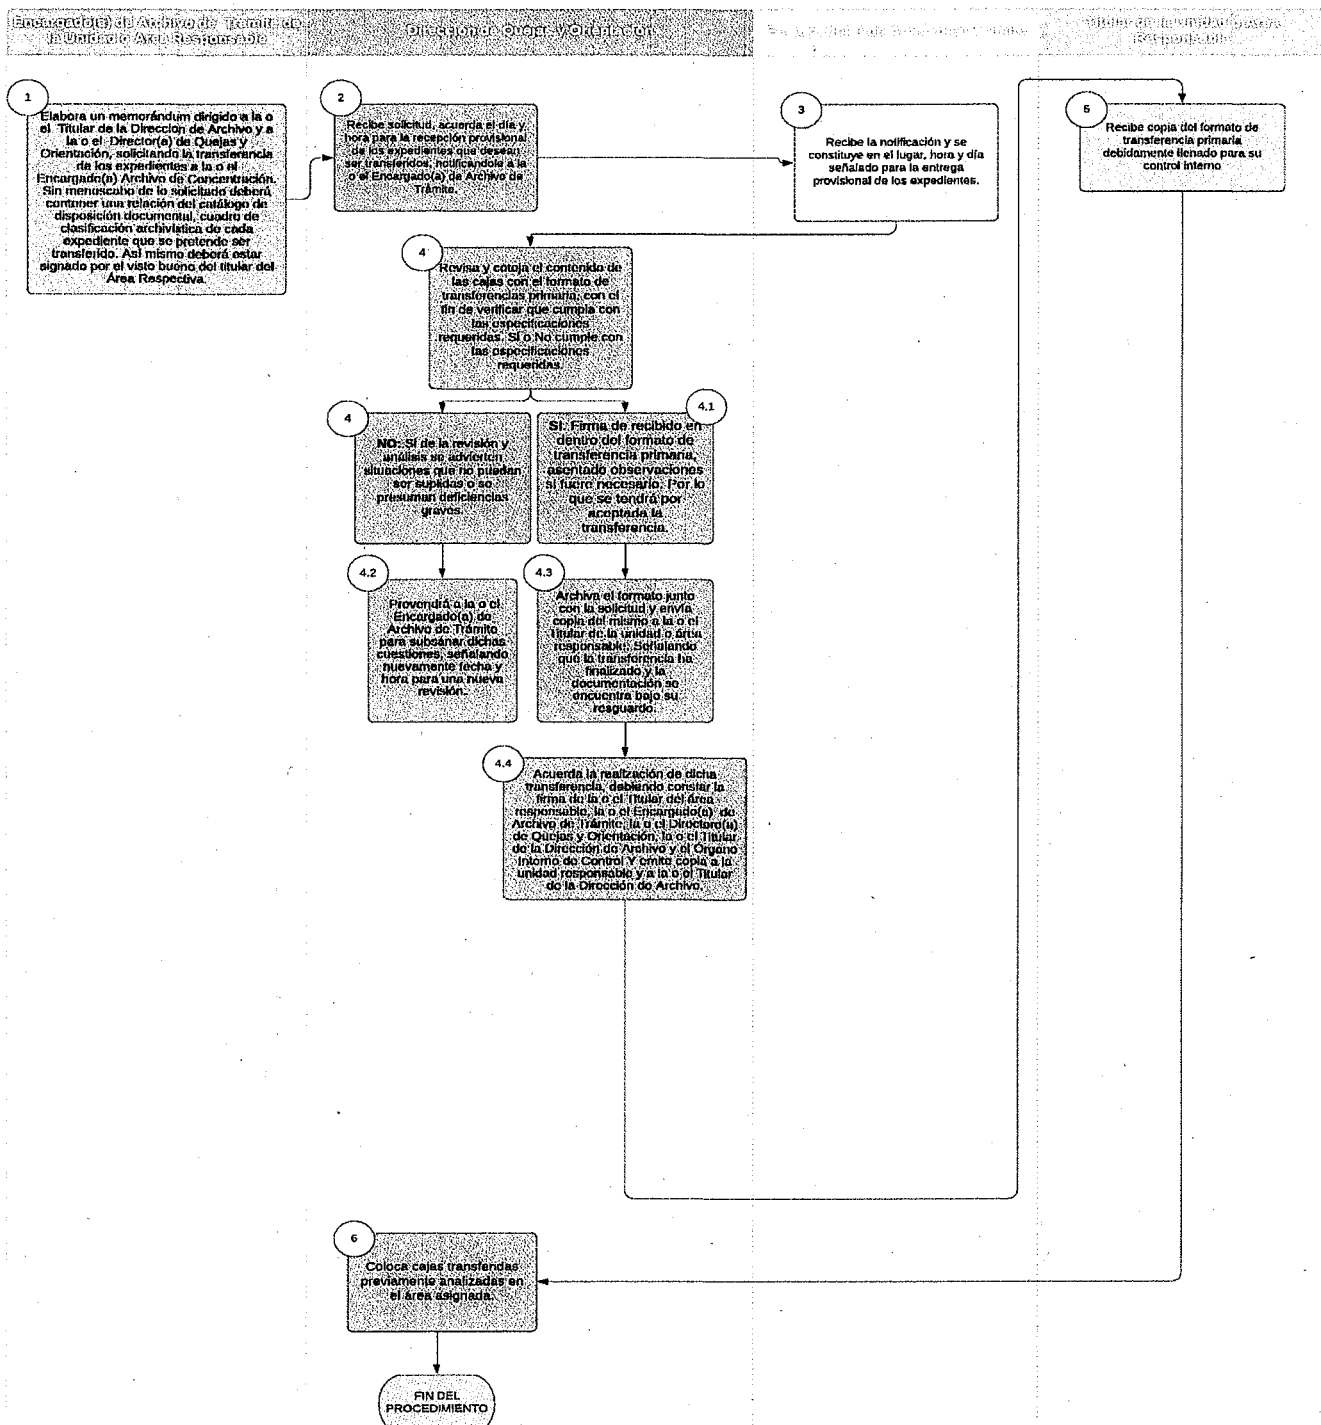 Encargado(a) de Archivo de Tramite de
la Unidad o Area Responsable
Dirección de Quejas y Orientación
Titular de la Unidad o Area
Responsable
1
Elabora un memorándum dirigido a la o
el Titular de la Dirección de Archivo y a
la o el Director(a) de Quejas y
Orientación, solicitando la transferencia
de los expedientes a la o el
Encargado(a) Archivo de Concentración.
Sin menuscabo de lo solicitado deberá
contener una relación del catálogo de
disposición documental, cuadro de
clasificación archivística de cada
expediente que se pretende ser
transferido. Así mismo deberá estar
signado por el visto bueno del titular del
Área Respectiva.
2
Recibe solicitud, acuerda el día y
hora para la recepción provisional
de los expedientes que desean
ser transferidos, notificándole a la
o el Encargado(a) de Archivo de
Trámite.
3
Recibe la notificación y se
constituye en el lugar, hora y día
señalado para la entrega
provisional de los expedientes.
5
Recibe copia del formato de
transferencia primaria
debidamente llenado para su
control interno
4
Revisa y coteja el contenido de
las cajas con el formato de
transferencias primaria, con el
fin de verificar que cumpla con
las especificaciones
requeridas. SI o No cumple con
las especificaciones
requeridas.
4
NO: Si de la revisión y
análisis se advierten
situaciones que no puedan
ser suplidas o se
presuman deficiencias
graves.
4.1
SI: Firma de recibido en
dentro del formato de
transferencia primaria,
asentado observaciones
si fuere necesario. Por lo
que se tendrá por
aceptada la
transferencia.
4.2
Prevendrá a la o el
Encargado(a) de
Archivo de Trámite
para subsanar dichas
cuestiones, señalando
nuevamente fecha y
hora para una nueva
revisión.
4.3
Archiva el formato junto
con la solicitud y envía
copia del mismo a la o el
Titular de la unidad o área
responsable. Señalando
que la transferencia ha
finalizado y la
documentación se
encuentra bajo su
resguardo.
4.4
Acuerda la realización de dicha
transferencia, debiendo constar la
firma de la o el Titular del área
responsable, la o el Encargado(a) de
Archivo de Trámite, la o el Directoro(a)
de Quejas y Orientación, la o el Titular
de la Dirección de Archivo y el Órgano
Interno de Control Y emite copia a la
unidad responsable y a la o el Titular
de la Dirección de Archivo.
6
Coloca cajas transferidas
previamente analizadas en
el área asignada.
FIN DEL
PROCEDIMIENTO